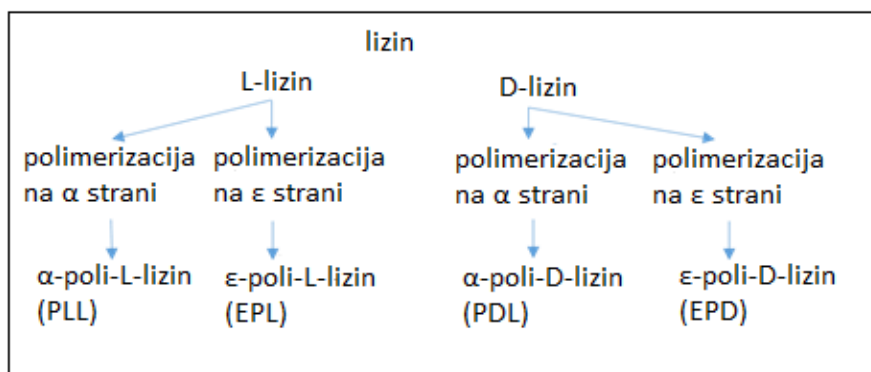 lizin
L-lizin
D-lizin
polimerizacija
na α strani
polimerizacija
na ε strani
polimerizacija
na α strani
polimerizacija
na ε strani
α-poli-L-lizin
(PLL)
ε-poli-L-lizin
(EPL)
α-poli-D-lizin
(PDL)
ε-poli-D-lizin
(EPD)